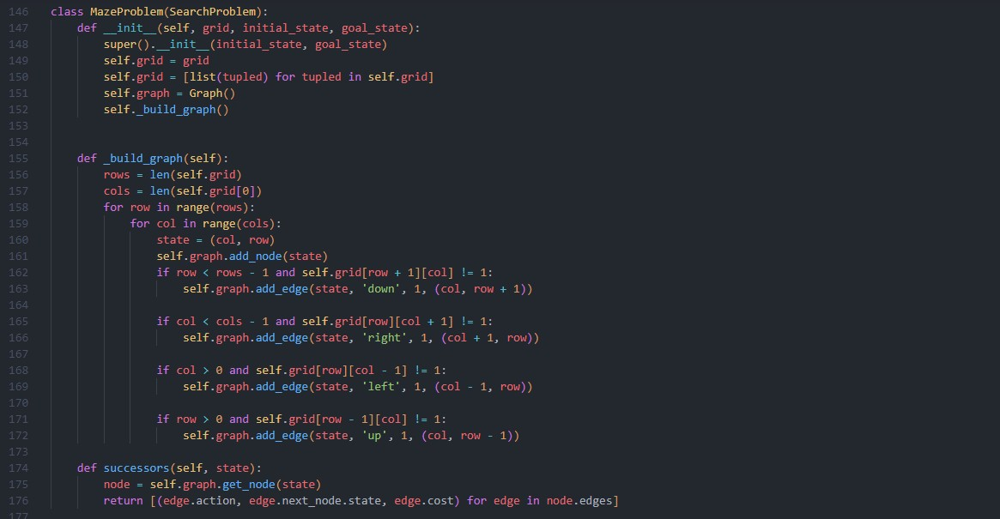 146 class MazeProblem(SearchProblem):
147     def __init__(self, grid, initial_state, goal_state):
148         super().__init__(initial_state, goal_state)
149         self.grid = grid
150         self.grid = [list(tupled) for tupled in self.grid]
151         self.graph = Graph()
152         self._build_graph()
153
154
155     def _build_graph(self):
156         rows = len(self.grid)
157         cols = len(self.grid[0])
158         for row in range(rows):
159             for col in range(cols):
160                 state = (col, row)
161                 self.graph.add_node(state)
162                 if row < rows - 1 and self.grid[row + 1][col] != 1:
163                     self.graph.add_edge(state, 'down', 1, (col, row + 1))
164
165                 if col < cols - 1 and self.grid[row][col + 1] != 1:
166                     self.graph.add_edge(state, 'right', 1, (col + 1, row))
167
168                 if col > 0 and self.grid[row][col - 1] != 1:
169                     self.graph.add_edge(state, 'left', 1, (col - 1, row))
170
171                 if row > 0 and self.grid[row - 1][col] != 1:
172                     self.graph.add_edge(state, 'up', 1, (col, row - 1))
173
174     def successors(self, state):
175         node = self.graph.get_node(state)
176         return [(edge.action, edge.next_node.state, edge.cost) for edge in node.edges]
177